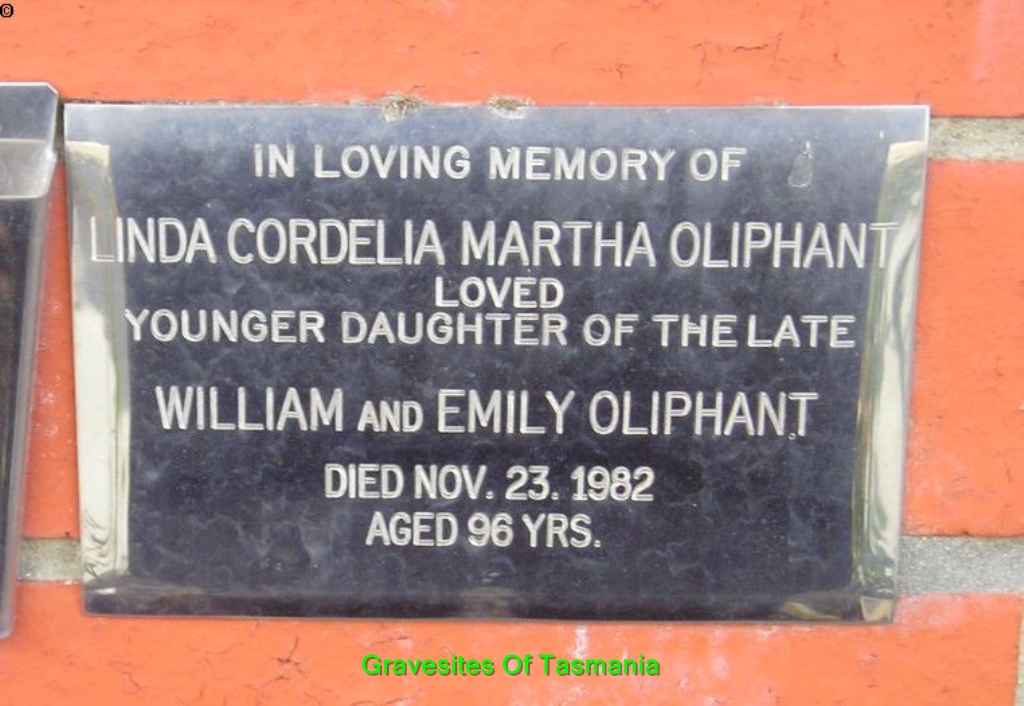 ©
IN LOVING MEMORY OF
LINDA CORDELIA MARTHA OLIPHANT
LOVED
YOUNGER DAUGHTER OF THE LATE
WILLIAM AND EMILY OLIPHANT
DIED NOV. 23. 1982
AGED 96 YRS.
Gravesites Of Tasmania